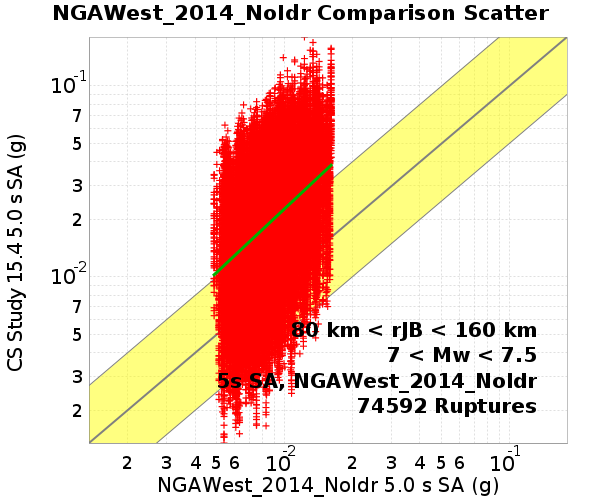 NGAWest_2014_NoIdr Comparison Scatter
CS Study 15.4 5.0 s SA (g)
10-1
7
5
3
2
10-2
7
5
3
2
80 km < rJB < 160 km
7 < Mw < 7.5
5s SA, NGAWest_2014_NoIdr
74592 Ruptures
2 3 4 5 6 10-2 2 3 4 5 6 10-1
NGAWest_2014_NoIdr 5.0 s SA (g)